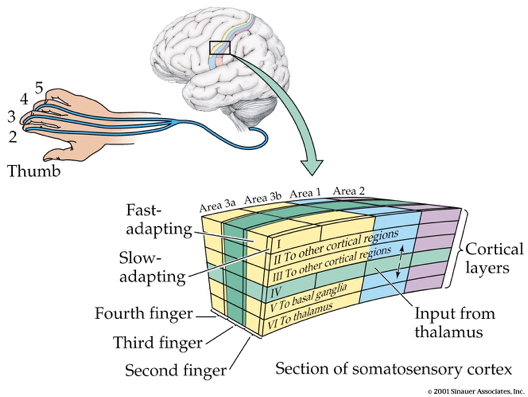 5
4
3
2
Thumb
Area 3a Area 3b Area 1 Area 2
Fast-
adapting
Slow-
adapting
I
II To other cortical regions
III To other cortical regions
IV
V To basal ganglia
VI To thalamus
Cortical
layers
Input from
thalamus
Fourth finger
Third finger
Second finger
Section of somatosensory cortex
© 2001 Sinauer Associates, Inc.